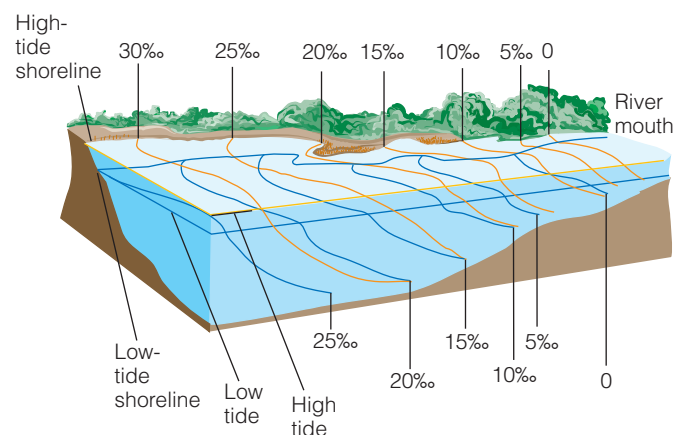 High-
tide
shoreline
30‰
25‰
20‰
15‰
10‰
5‰
0
River
mouth
25‰
20‰
15‰
10‰
5‰
0
Low-
tide
shoreline
Low
tide
High
tide